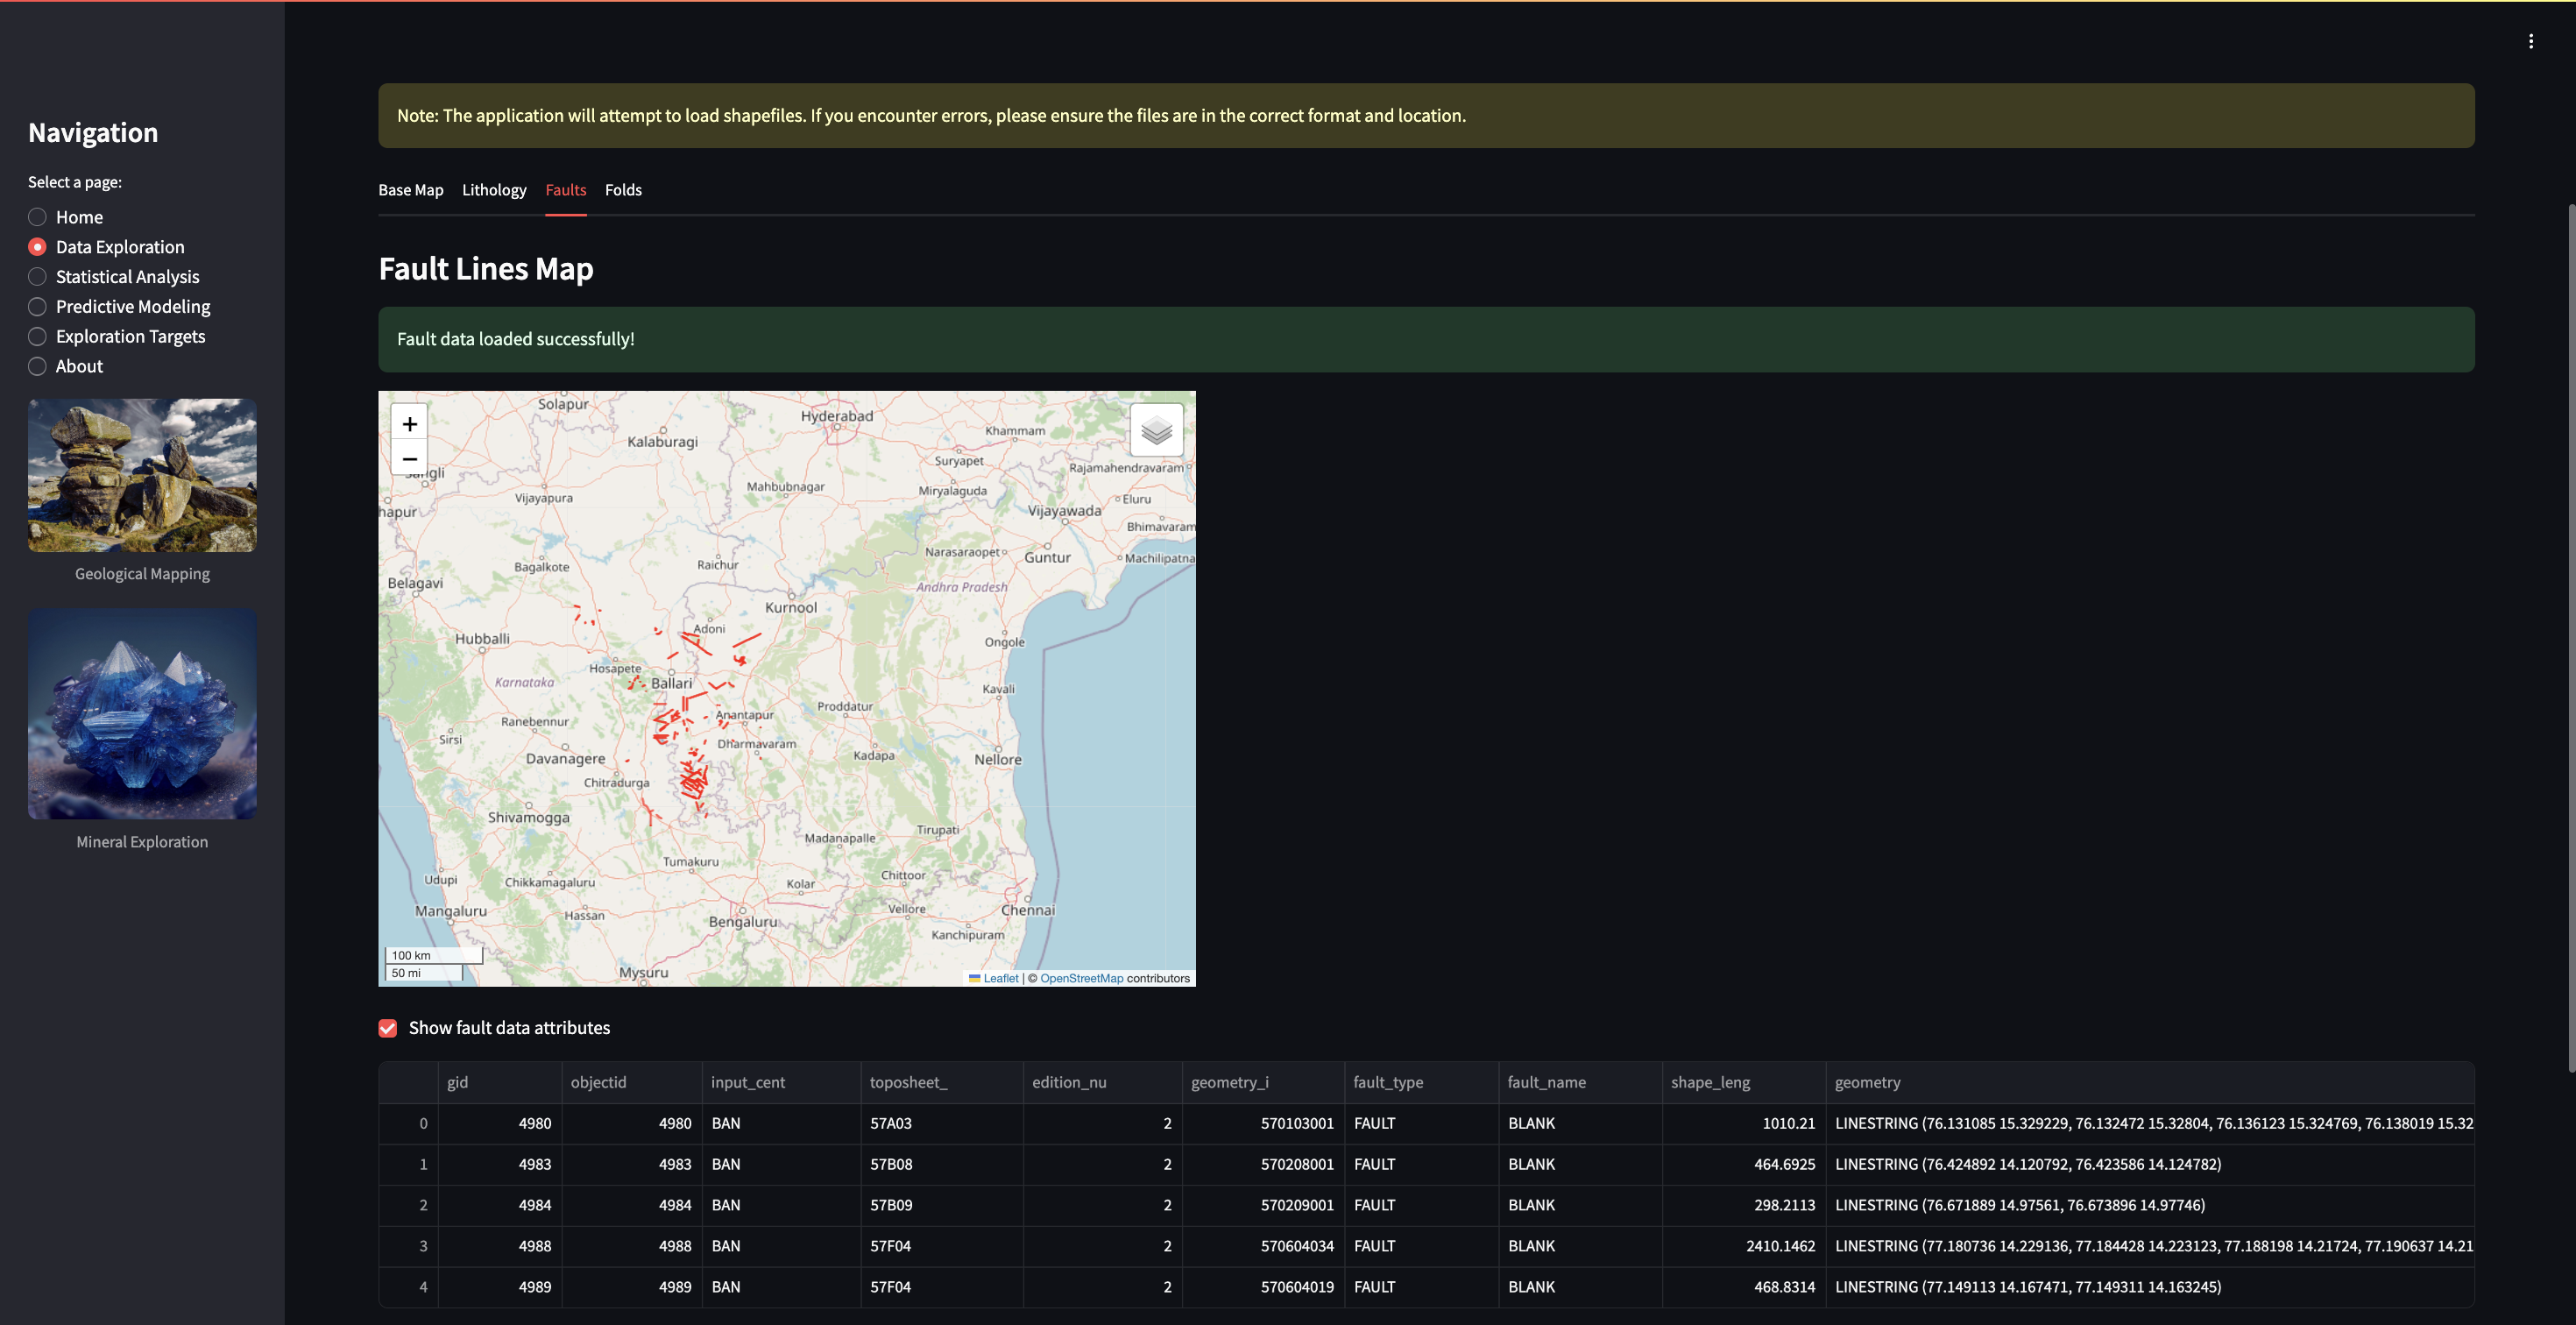 Navigation
Select a page:
Home
Data Exploration
Statistical Analysis
Predictive Modeling
Exploration Targets
About
Geological Mapping
Mineral Exploration
Note: The application will attempt to load shapefiles. If you encounter errors, please ensure the files are in the correct format and location.
Base Map Lithology Faults Folds
Fault Lines Map
Fault data loaded successfully!
+
−
Solapur
Hyderabad
Khammam
Kalaburagi
Suryapet
Rajamahendravaram
Vijayapura
Mahbubnagar
Miryalaguda
Eluru
hapur
Vijayawada
Bhimavaram
Narasaraopet
Guntur
Machilipatna
Bagalkote
Raichur
Belagavi
Andhra Pradesh
Kurnool
Hubballi
Adoni
Ongole
Hosapete
Karnataka
Ballari
Kavali
Ranebennur
Anantapur
Proddatur
Sirsi
Dharmavaram
Davanagere
Kadapa
Nellore
Chitradurga
Shivamogga
Madanapalle
Tirupati
Tumakuru
Udupi
Chikkamagaluru
Kolar
Chittoor
Mangaluru
Hassan
Bengaluru
Vellore
Chennai
Kanchipuram
Mysuru
100 km
50 mi
Leaflet | © OpenStreetMap contributors
Show fault data attributes
gid objectid input_cent toposheet_ edition_nu geometry_i fault_type fault_name shape_leng geometry
0 4980 4980 BAN 57A03 2 570103001 FAULT BLANK 1010.21 LINESTRING (76.131085 15.329229, 76.132472 15.32804, 76.136123 15.324769, 76.138019 15.32
1 4983 4983 BAN 57B08 2 570208001 FAULT BLANK 464.6925 LINESTRING (76.424892 14.120792, 76.423586 14.124782)
2 4984 4984 BAN 57B09 2 570209001 FAULT BLANK 298.2113 LINESTRING (76.671889 14.97561, 76.673896 14.97746)
3 4988 4988 BAN 57F04 2 570604034 FAULT BLANK 2410.1462 LINESTRING (77.180736 14.229136, 77.184428 14.223123, 77.188198 14.21724, 77.190637 14.21
4 4989 4989 BAN 57F04 2 570604019 FAULT BLANK 468.8314 LINESTRING (77.149113 14.167471, 77.149311 14.163245)